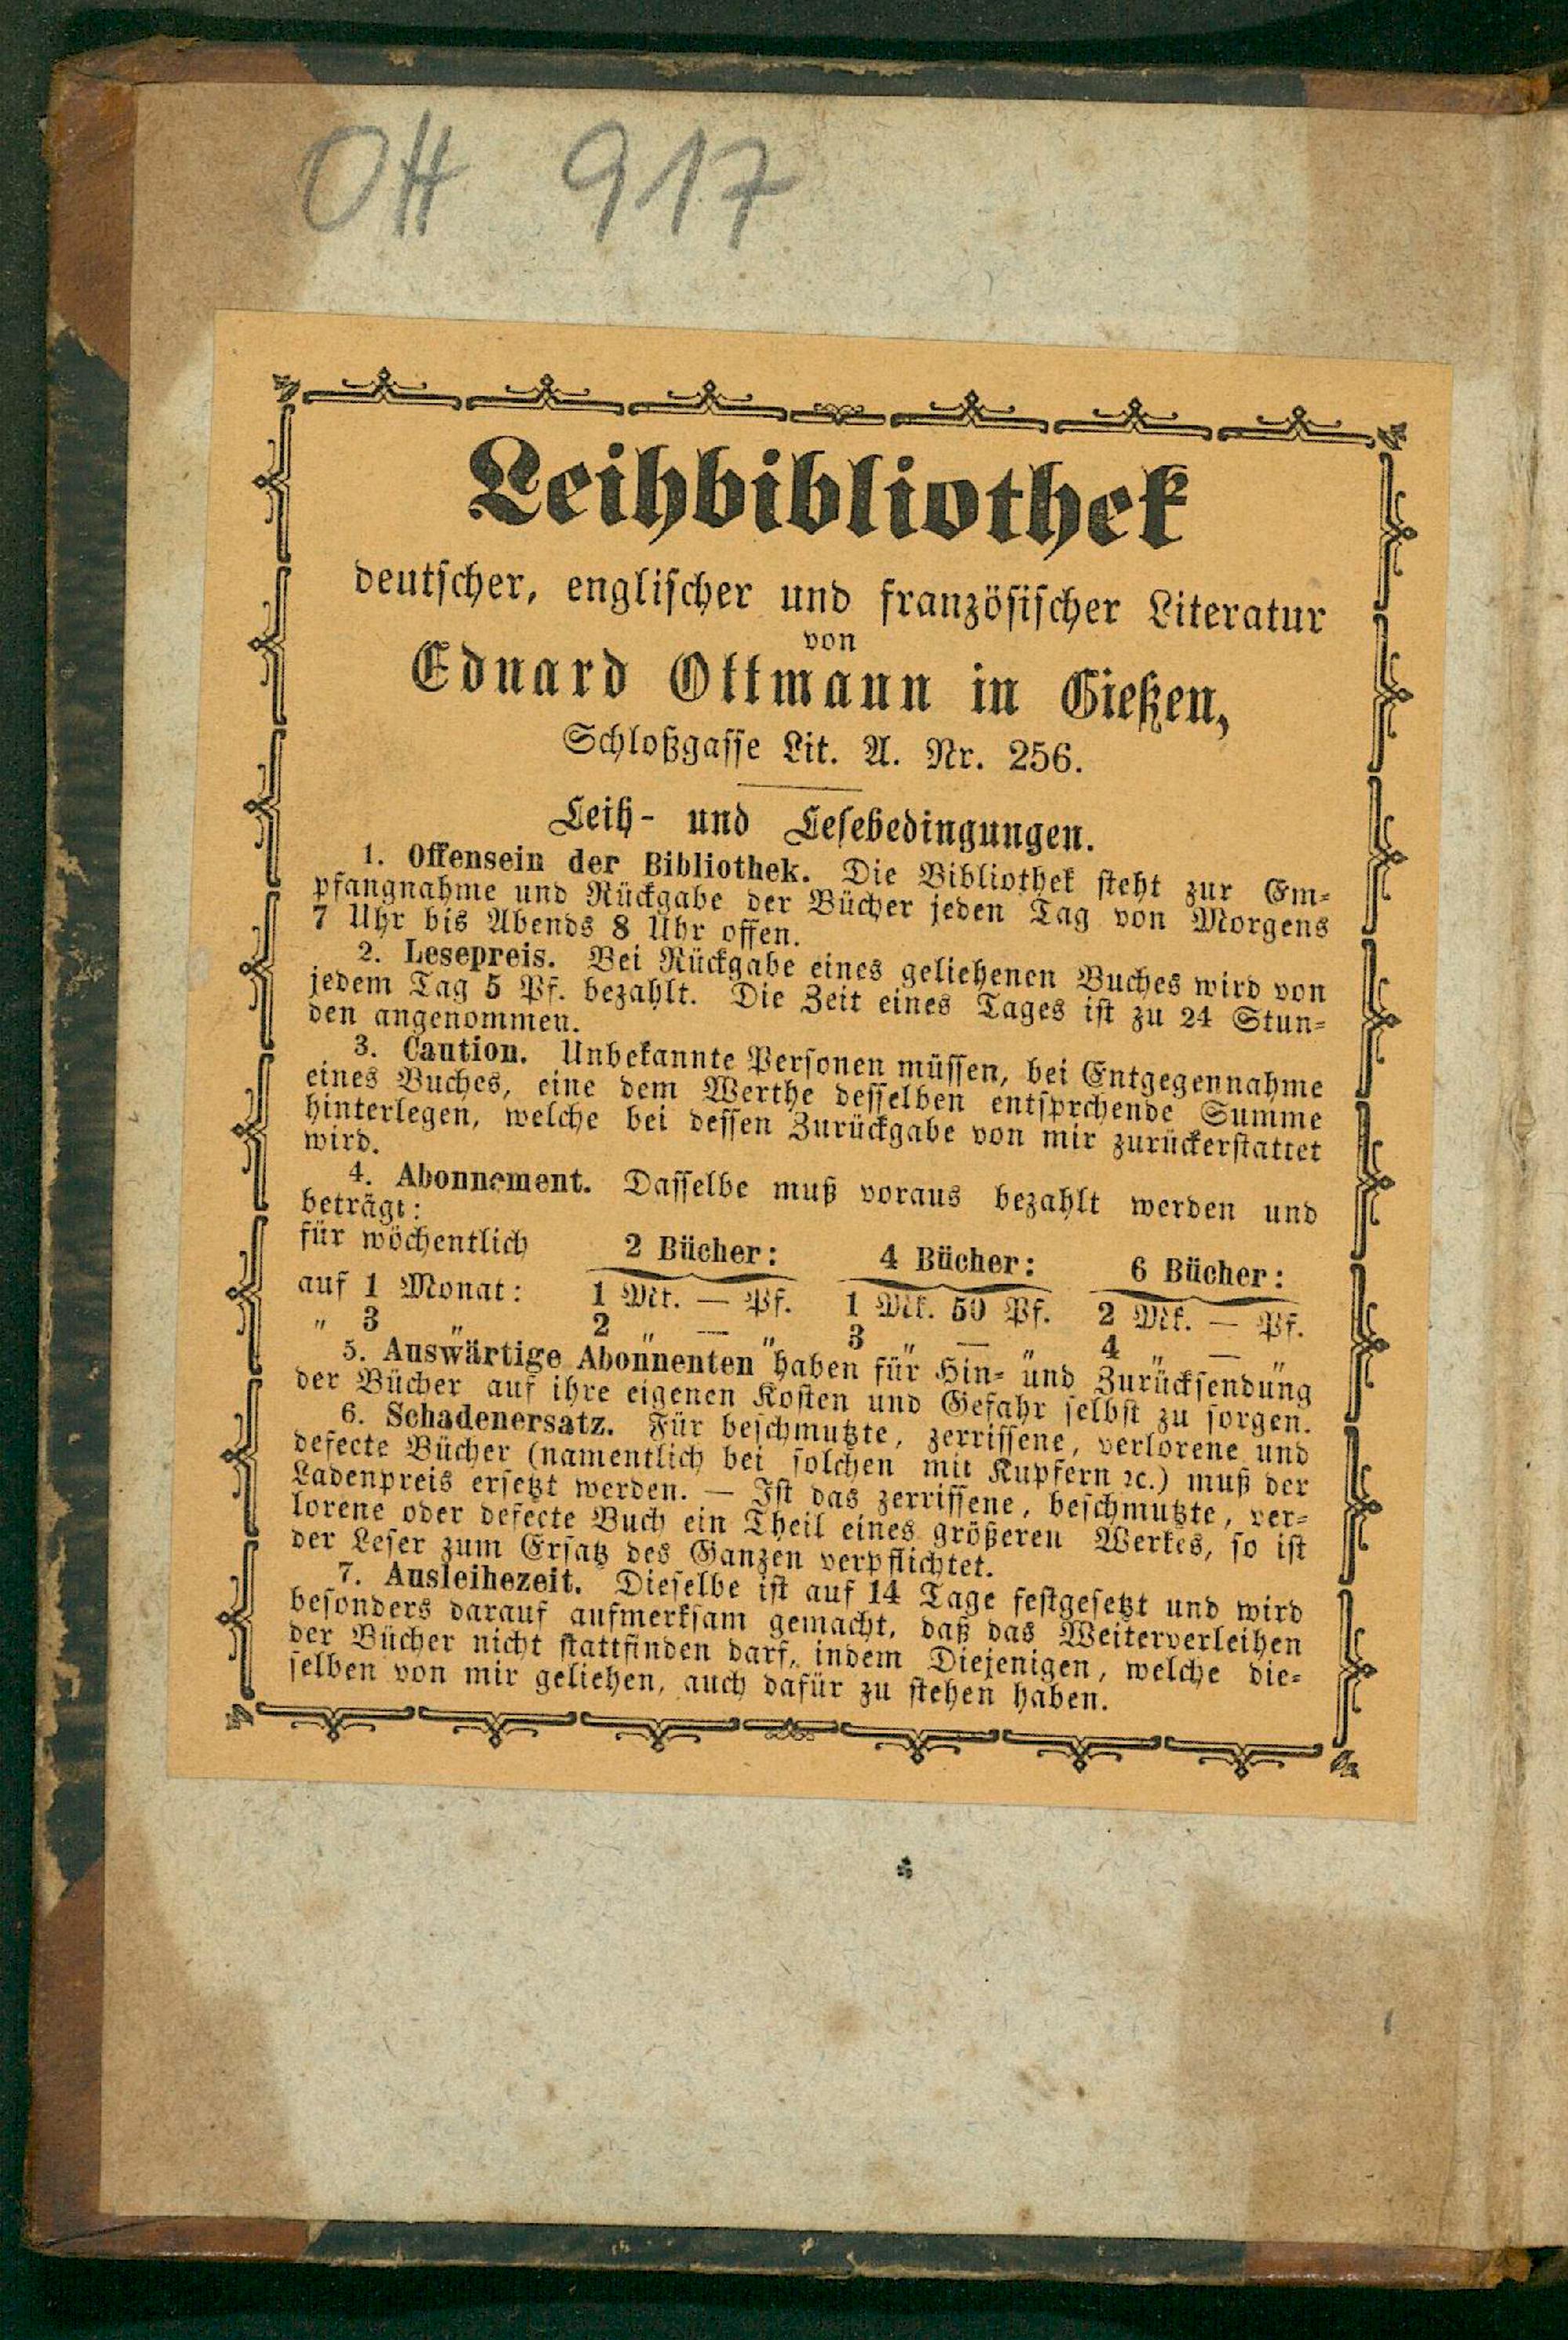 Ott 917
Leihbibliothek
deutscher, englischer und französischer Literatur
von
Eduard Ottmann in Gießen,
Schloßgasse Lit. A. Nr. 256.
Leih- und Lesebedingungen.
1. Offensein der Bibliothek. Die Bibliothek steht zur Em-
pfangnahme und Rückgabe der Bücher jeden Tag von Morgens
7 Uhr bis Abends 8 Uhr offen.
2. Lesepreis. Bei Rückgabe eines geliehenen Buches wird von
jedem Tag 5 Pf. bezahlt. Die Zeit eines Tages ist zu 24 Stun-
den angenommen.
3. Caution. Unbekannte Personen müssen, bei Entgegennahme
eines Buches, eine dem Werthe desselben entsprchende Summe
hinterlegen, welche bei dessen Zurückgabe von mir zurückerstattet
wird.
4. Abonnement. Dasselbe muß voraus bezahlt werden und
beträgt:
für wöchentlich 2 Bücher: 4 Bücher: 6 Bücher:
auf 1 Monat: 1 Mk. — Pf. 1 Mk. 50 Pf. 2 Mk. — Pf.
" 3 " 2 " — " 3 " — " 4 " — "
5. Auswärtige Abonnenten haben für Hin- und Zurücksendung
der Bücher auf ihre eigenen Kosten und Gefahr selbst zu sorgen.
6. Schadenersatz. Für beschmutzte, zerrissene, verlorene und
defecte Bücher (namentlich bei solchen mit Kupfern ꝛc.) muß der
Ladenpreis ersetzt werden. — Ist das zerrissene, beschmutzte, ver-
lorene oder defecte Buch ein Theil eines größeren Werkes, so ist
der Leser zum Ersatz des Ganzen verpflichtet.
7. Ausleihezeit. Dieselbe ist auf 14 Tage festgesetzt und wird
besonders darauf aufmerksam gemacht, daß das Weiterverleihen
der Bücher nicht stattfinden darf, indem Diejenigen, welche die-
selben von mir geliehen, auch dafür zu stehen haben.